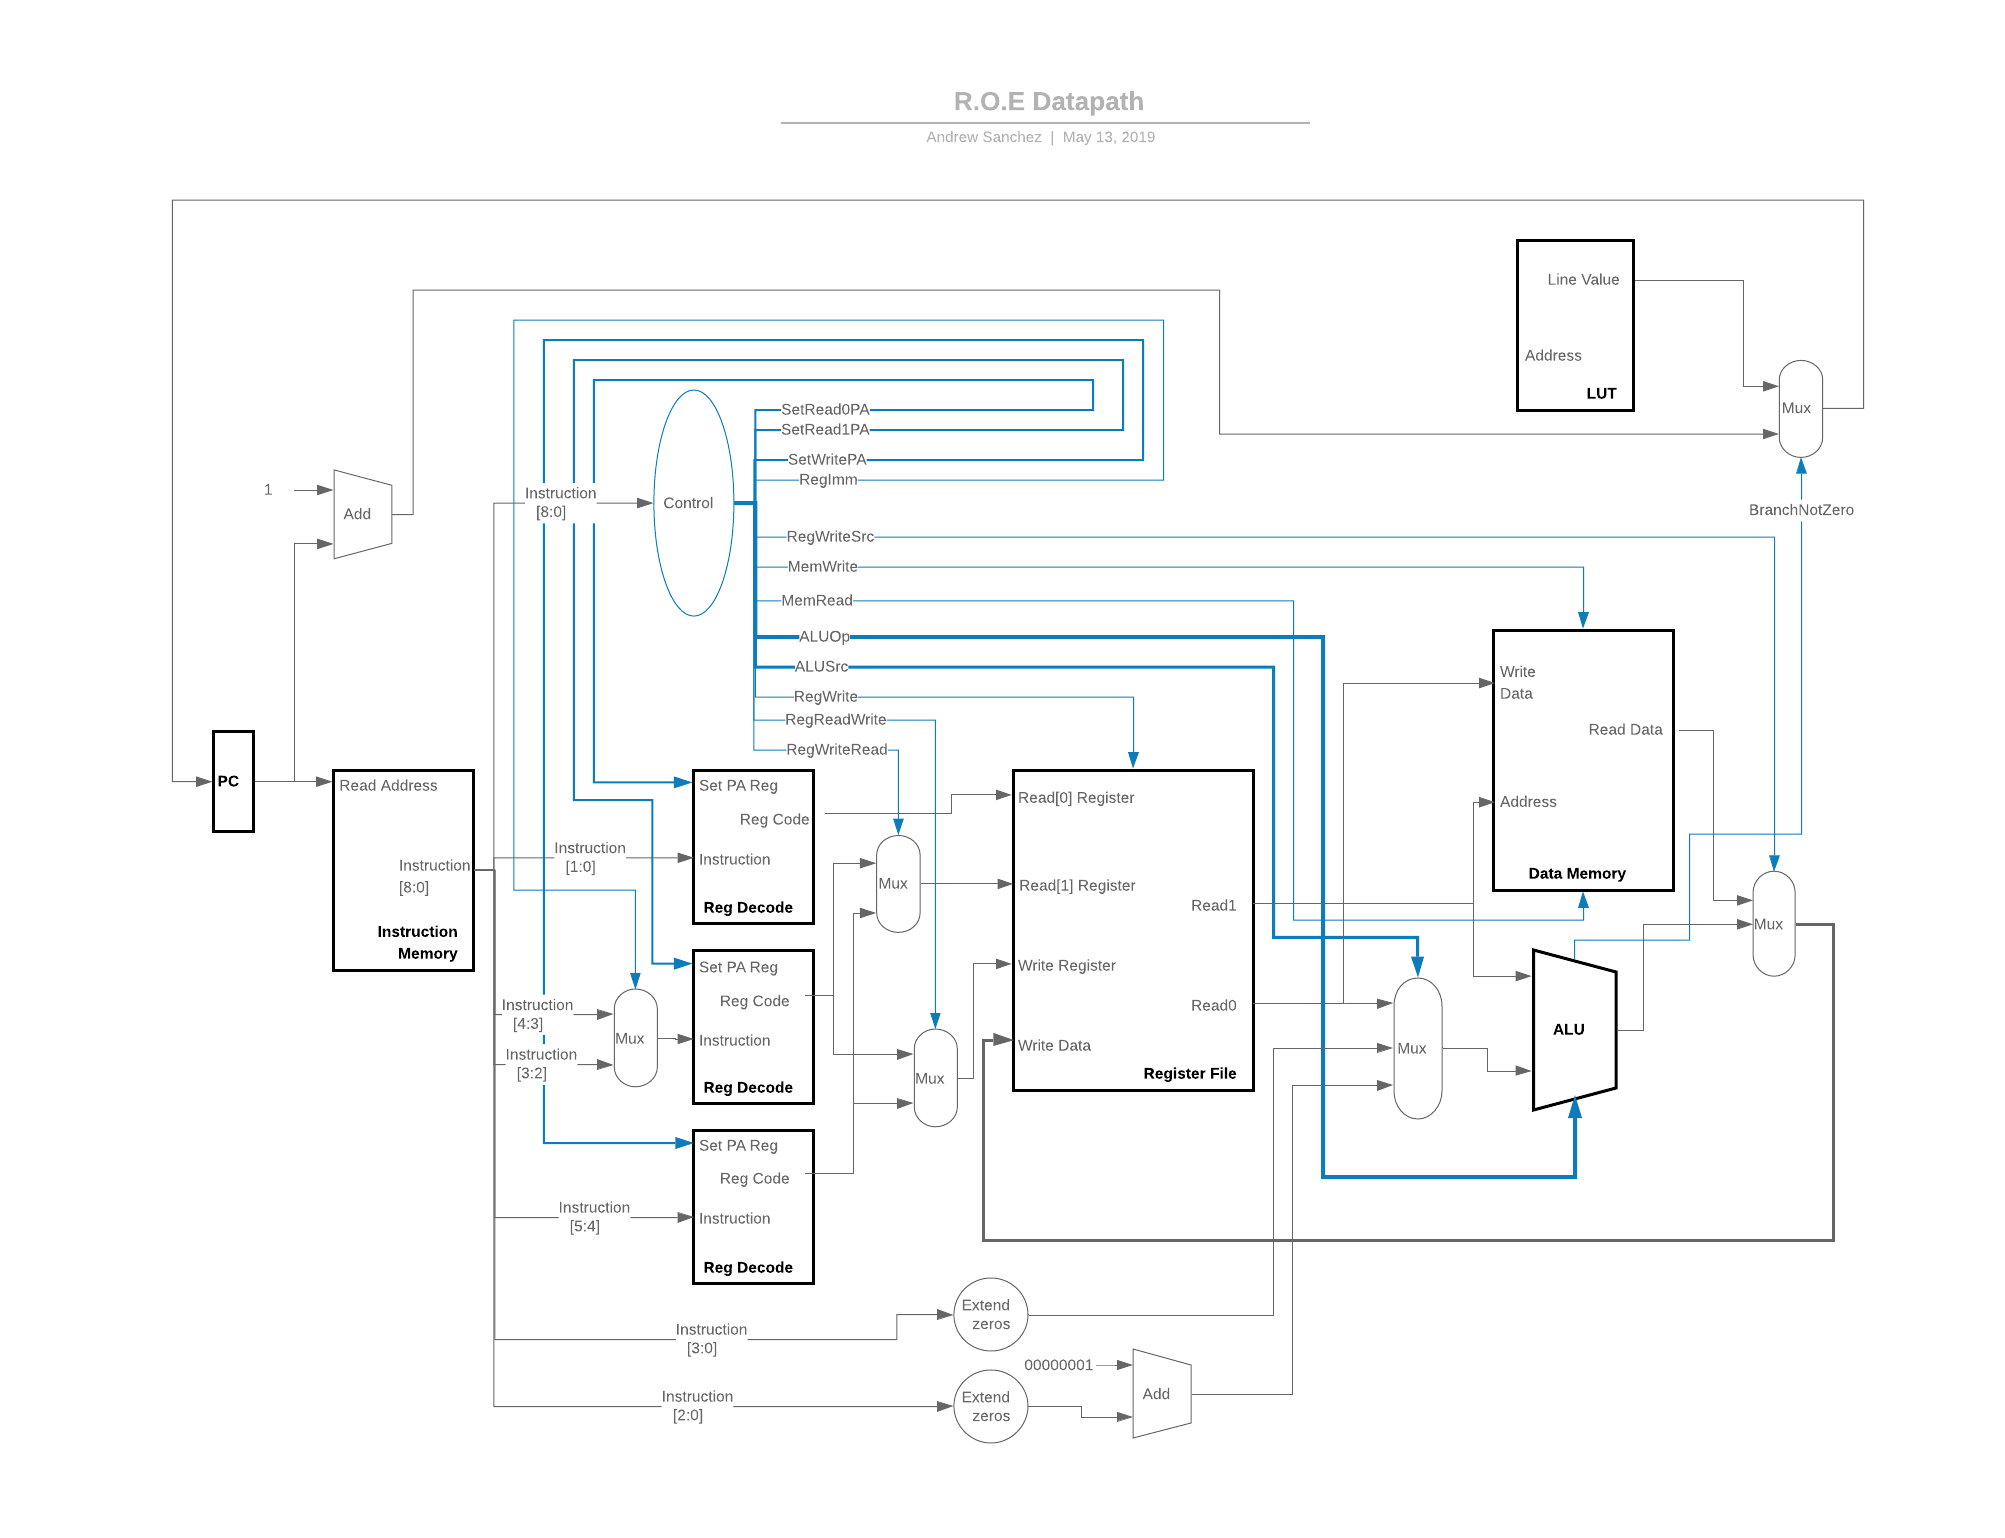 R.O.E Datapath
Andrew Sanchez | May 13, 2019
Line Value
Address
LUT
Mux
SetRead0PA
SetRead1PA
SetWritePA
RegImm
1
Add
Instruction
[8:0]
Control
BranchNotZero
RegWriteSrc
MemWrite
MemRead
ALUOp
ALUSrc
RegWrite
RegReadWrite
RegWriteRead
Write
Data
Read Data
Address
Data Memory
PC
Read Address
Instruction
[8:0]
Instruction
Memory
Instruction
[1:0]
Set PA Reg
Reg Code
Instruction
Reg Decode
Mux
Read[0] Register
Read[1] Register
Read1
Write Register
Read0
Write Data
Register File
Mux
Set PA Reg
Reg Code
Instruction
Reg Decode
Instruction
[4:3]
Instruction
[3:2]
Mux
Mux
Mux
ALU
Set PA Reg
Reg Code
Instruction
Reg Decode
Instruction
[5:4]
Extend
zeros
Instruction
[3:0]
00000001
Add
Extend
zeros
Instruction
[2:0]